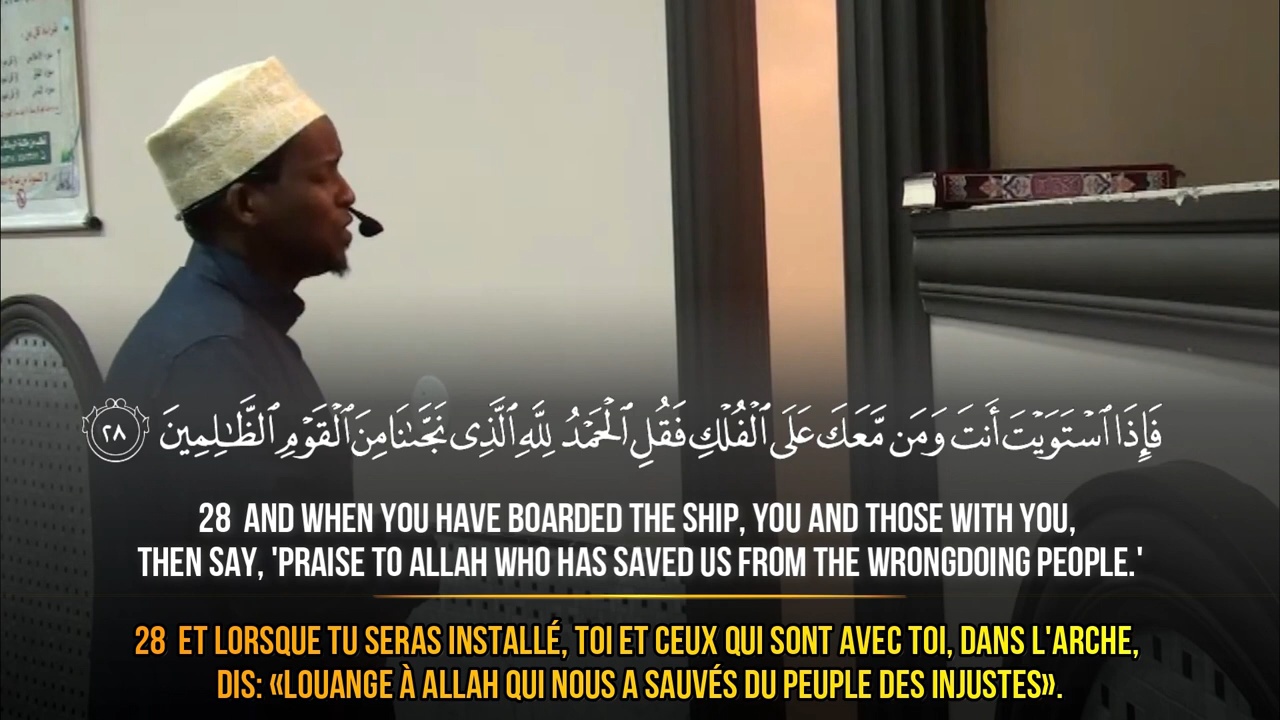 فَإِذَا ٱسْتَوَيْتَ أَنتَ وَمَن مَّعَكَ عَلَى ٱلْفُلْكِ فَقُلِ ٱلْحَمْدُ لِلَّهِ ٱلَّذِى نَجَّىٰنَا مِنَ ٱلْقَوْمِ ٱلظَّـٰلِمِينَ ٢٨
28 AND WHEN YOU HAVE BOARDED THE SHIP, YOU AND THOSE WITH YOU,
THEN SAY, 'PRAISE TO ALLAH WHO HAS SAVED US FROM THE WRONGDOING PEOPLE.'
28 ET LORSQUE TU SERAS INSTALLÉ, TOI ET CEUX QUI SONT AVEC TOI, DANS L'ARCHE,
DIS: «LOUANGE À ALLAH QUI NOUS A SAUVÉS DU PEUPLE DES INJUSTES».